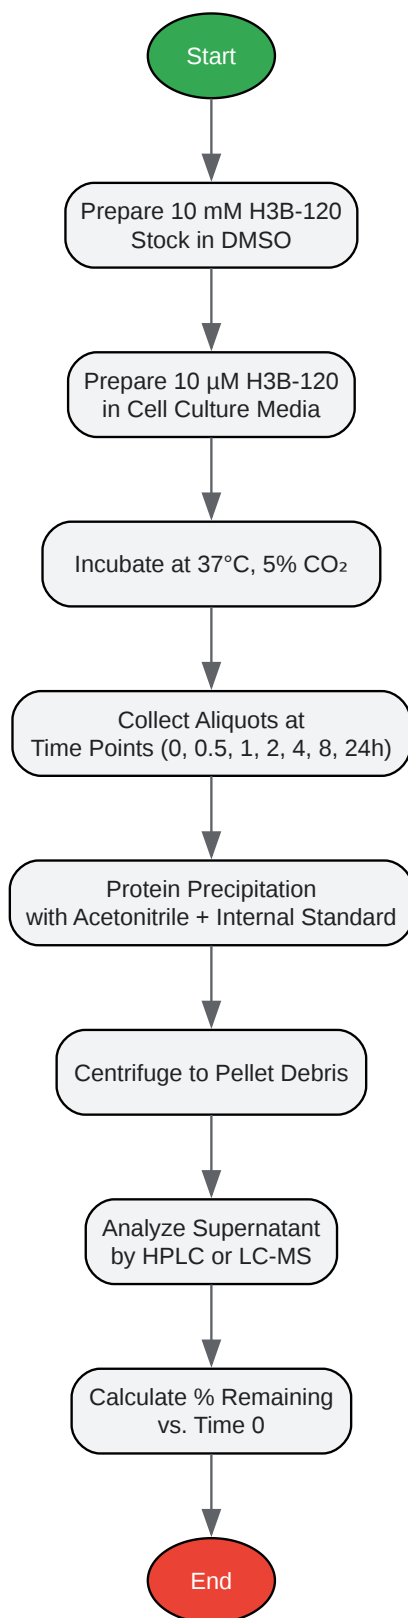 Start
Prepare 10 mM H3B-120
Stock in DMSO
Prepare 10 µM H3B-120
in Cell Culture Media
Incubate at 37°C, 5% CO₂
Collect Aliquots at
Time Points (0, 0.5, 1, 2, 4, 8, 24h)
Protein Precipitation
with Acetonitrile + Internal Standard
Centrifuge to Pellet Debris
Analyze Supernatant
by HPLC or LC-MS
Calculate % Remaining
vs. Time 0
End